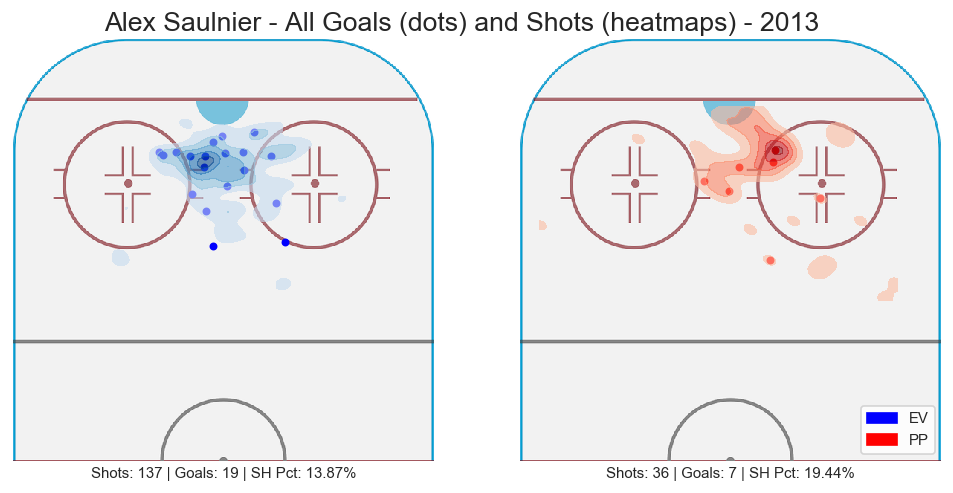 Alex Saulnier - All Goals (dots) and Shots (heatmaps) - 2013
EV
PP
Shots: 137 | Goals: 19 | SH Pct: 13.87%
Shots: 36 | Goals: 7 | SH Pct: 19.44%